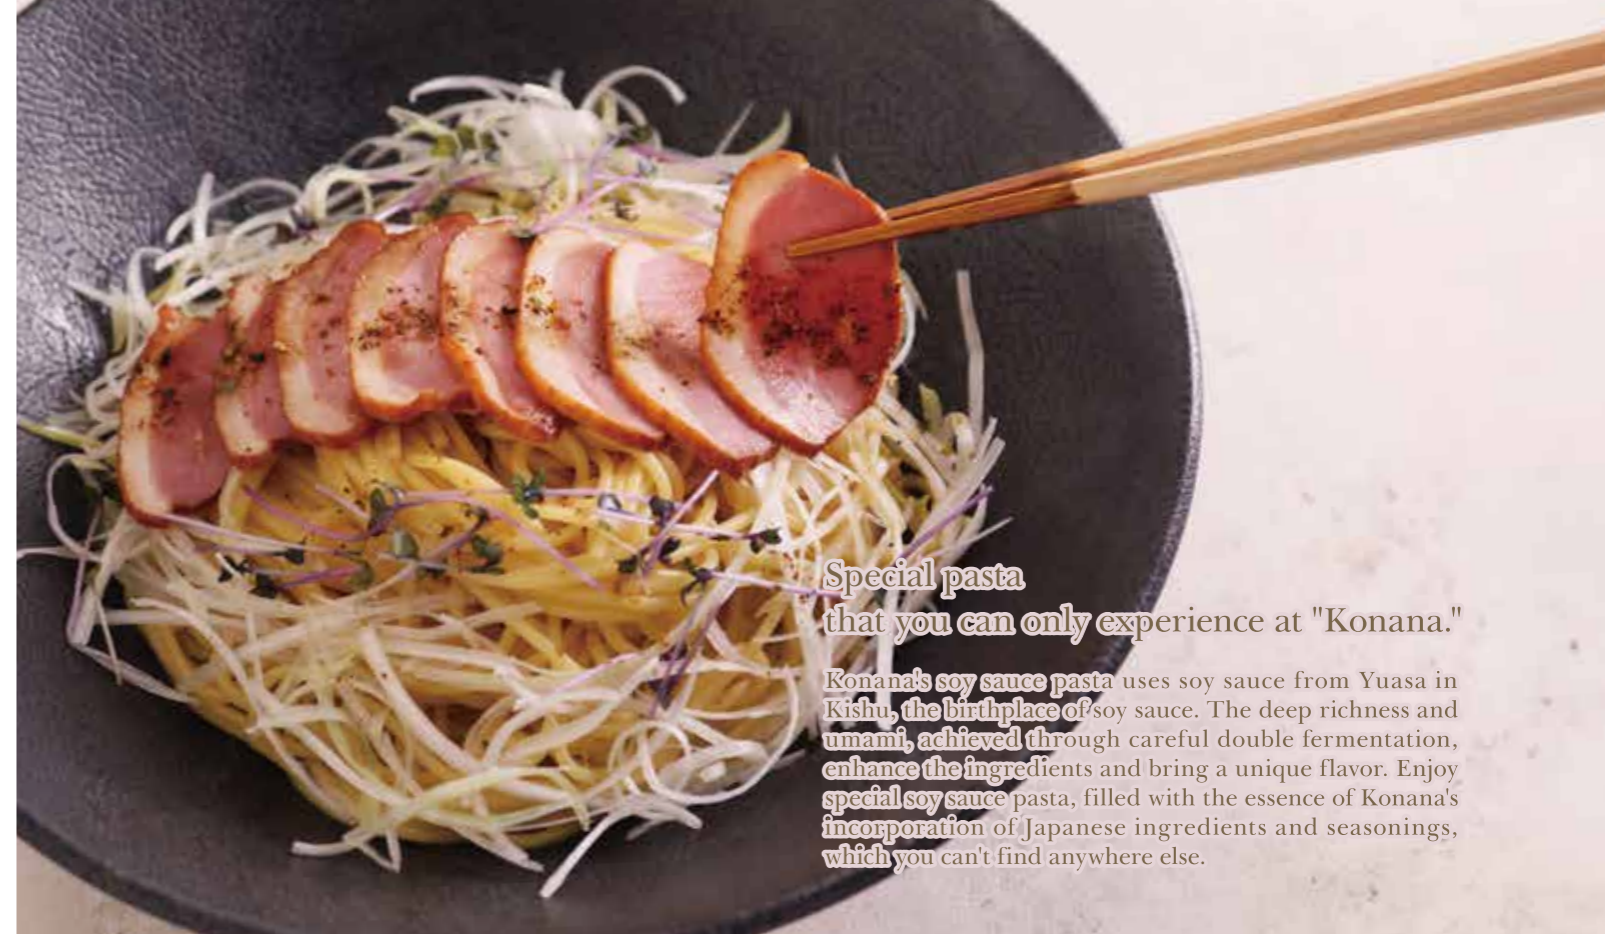 Special pasta
that you can only experience at "Konana."
Konana's soy sauce pasta uses soy sauce from Yuasa in
Kishu, the birthplace of soy sauce. The deep richness and
umami, achieved through careful double fermentation,
enhance the ingredients and bring a unique flavor. Enjoy
special soy sauce pasta, filled with the essence of Konana's
incorporation of Japanese ingredients and seasonings,
which you can't find anywhere else.